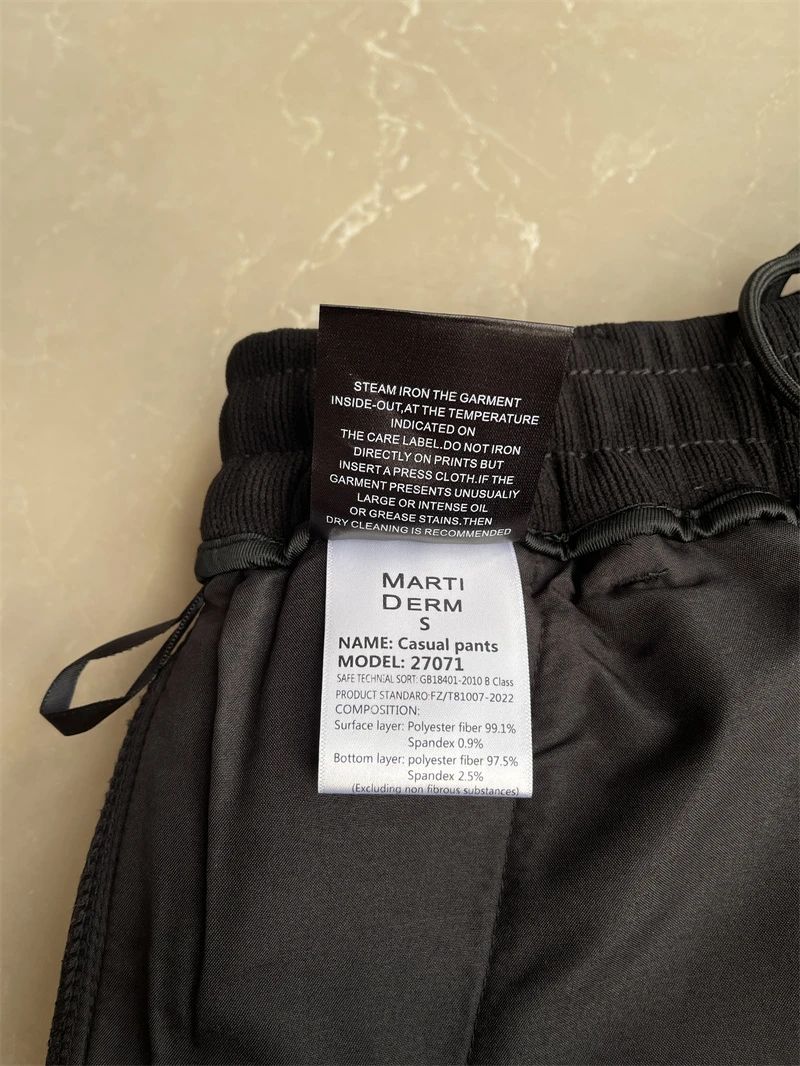 STEAM IRON THE GARMENT
INSIDE-OUT,AT THE TEMPERATURE
INDICATED ON
THE CARE LABEL.DO NOT IRON
DIRECTLY ON PRINTS BUT
INSERT A PRESS CLOTH.IF THE
GARMENT PRESENTS UNUSUALIY
LARGE OR INTENSE OIL
OR GREASE STAINS.THEN
DRY CLEANING IS RECOMMENDED
MARTI
DERM
S
NAME: Casual pants
MODEL: 27071
SAFE TECHNIAL SORT: GB18401-2010 B Class
PRODUCT STANDARO:FZ/T81007-2022
COMPOSITION:
Surface layer: Polyester fiber 99.1%
Spandex 0.9%
Bottom layer: polyester fiber 97.5%
Spandex 2.5%
(Excluding non fibrous substances)